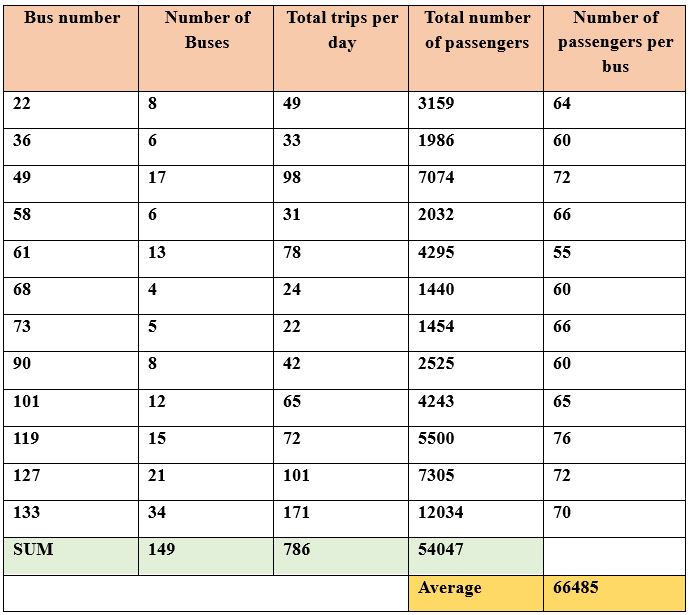 Bus number Number of Buses Total trips per day Total number of passengers Number of passengers per bus
22 8 49 3159 64
36 6 33 1986 60
49 17 98 7074 72
58 6 31 2032 66
61 13 78 4295 55
68 4 24 1440 60
73 5 22 1454 66
90 8 42 2525 60
101 12 65 4243 65
119 15 72 5500 76
127 21 101 7305 72
133 34 171 12034 70
SUM 149 786 54047
Average 66485